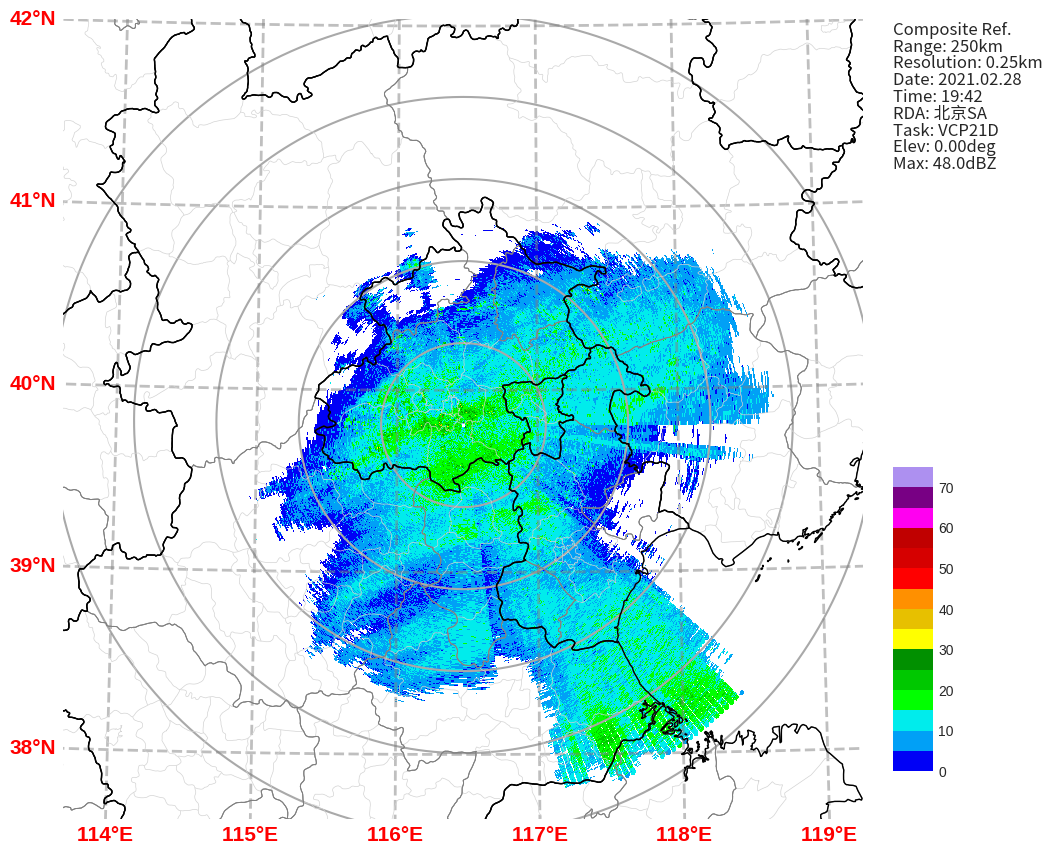 42°N
41°N
40°N
39°N
38°N
114°E
115°E
116°E
117°E
118°E
119°E
Composite Ref.
Range: 250km
Resolution: 0.25km
Date: 2021.02.28
Time: 19:42
RDA: 北京SA
Task: VCP21D
Elev: 0.00deg
Max: 48.0dBZ
70
60
50
40
30
20
10
0